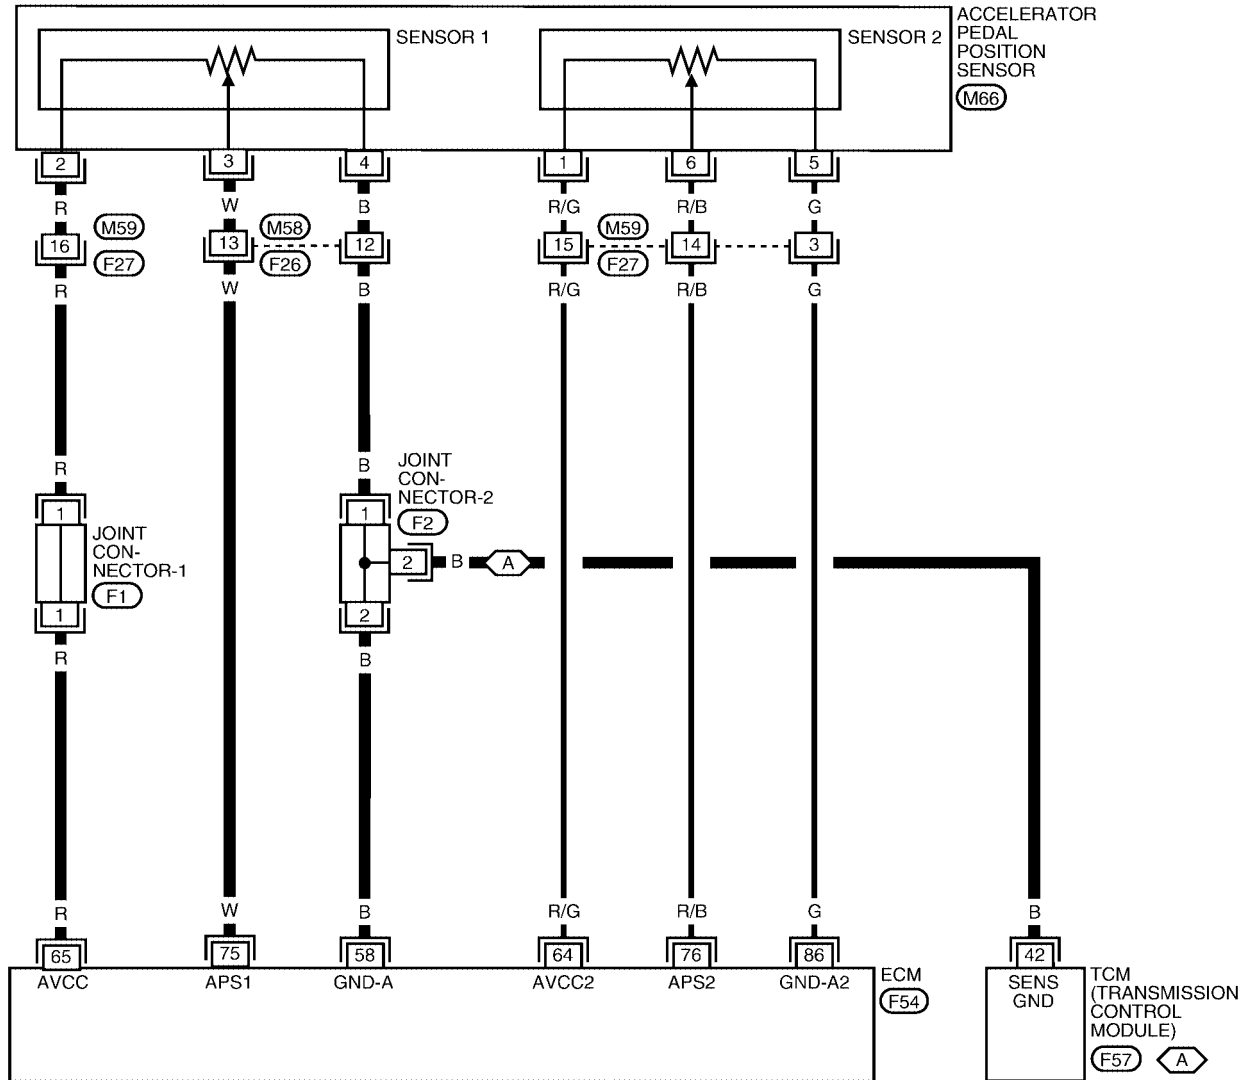 SENSOR 1
SENSOR 2
ACCELERATOR
PEDAL
POSITION
SENSOR
M66
2 3 4 1 6 5
R W B R/G R/B G
M59 M58 M59
16 13 12 15 14 3
F27 F26 F27
R W B R/G R/B G
R B
JOINT
CON-
NECTOR-2
F2
1 1
JOINT
CON-
NECTOR-1
F1
2 B A
1 2
R B
R W B R/G R/B G B
65 75 58 64 76 86 42
AVCC APS1 GND-A AVCC2 APS2 GND-A2
ECM
F54
SENS
GND
TCM
(TRANSMISSION
CONTROL
MODULE)
F57 A